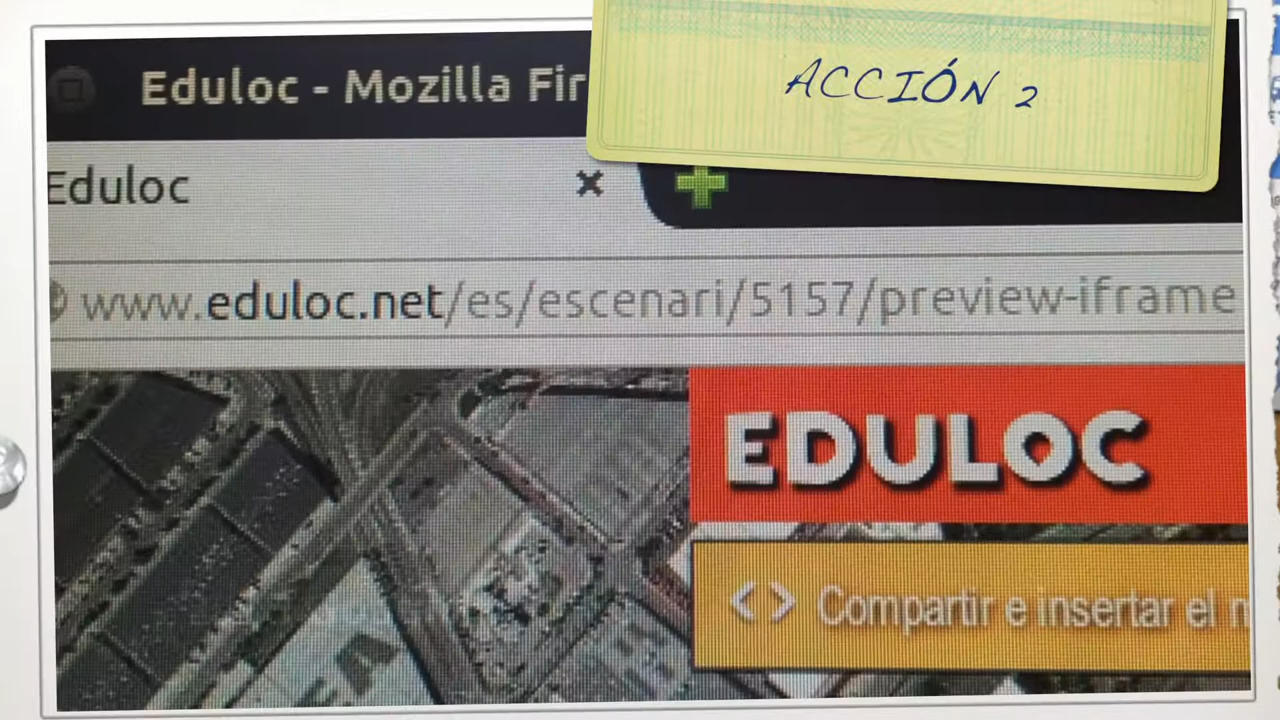 ACCIÓN 2
Eduloc - Mozilla Fir
Eduloc
www.eduloc.net/es/escenari/5157/preview-iframe
EDULOC
Compartir e insertar el